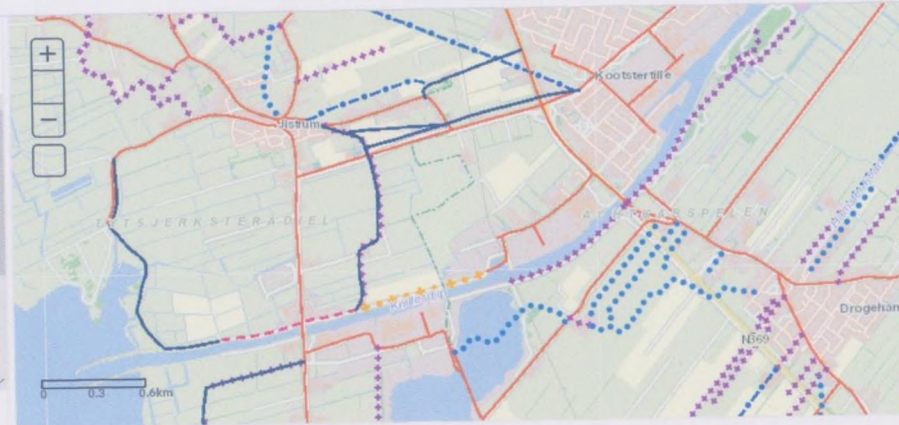 +
−
Kootstertille
Jistrum
TYTSJERKSTERADIEL
ACHTKARSPELEN
Drogeham
N369
0 0.3 0.6km